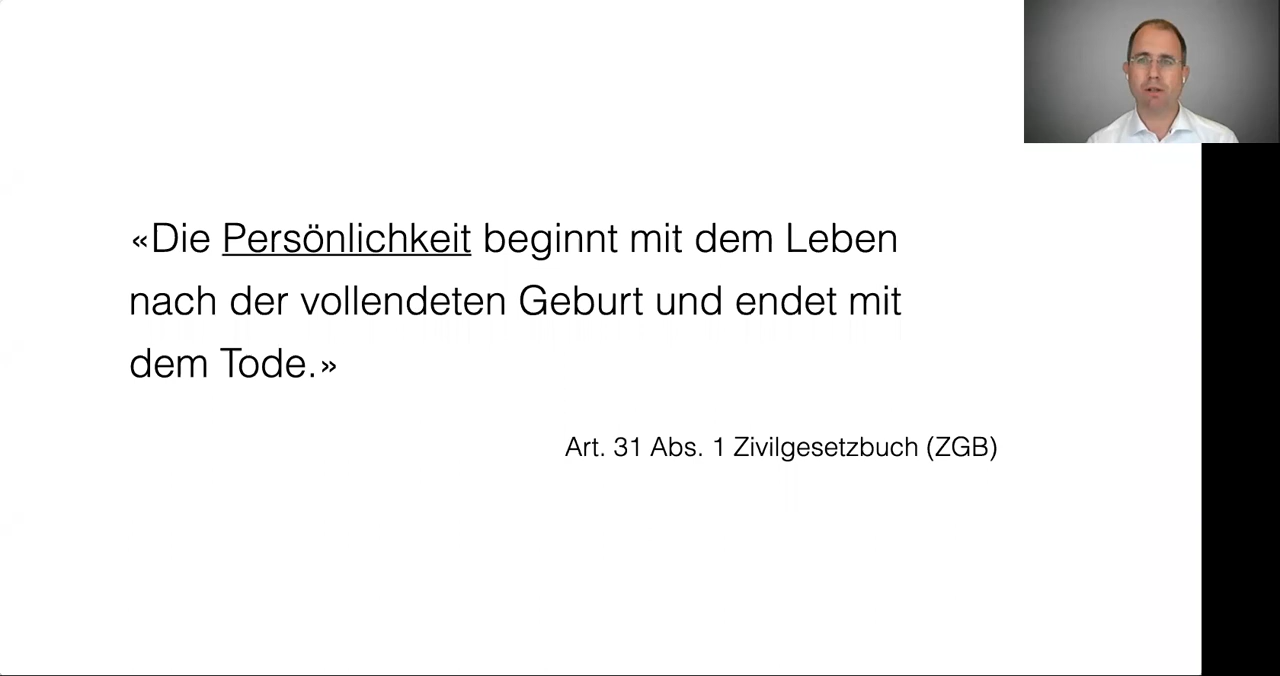 «Die Persönlichkeit beginnt mit dem Leben
nach der vollendeten Geburt und endet mit
dem Tode.»
Art. 31 Abs. 1 Zivilgesetzbuch (ZGB)